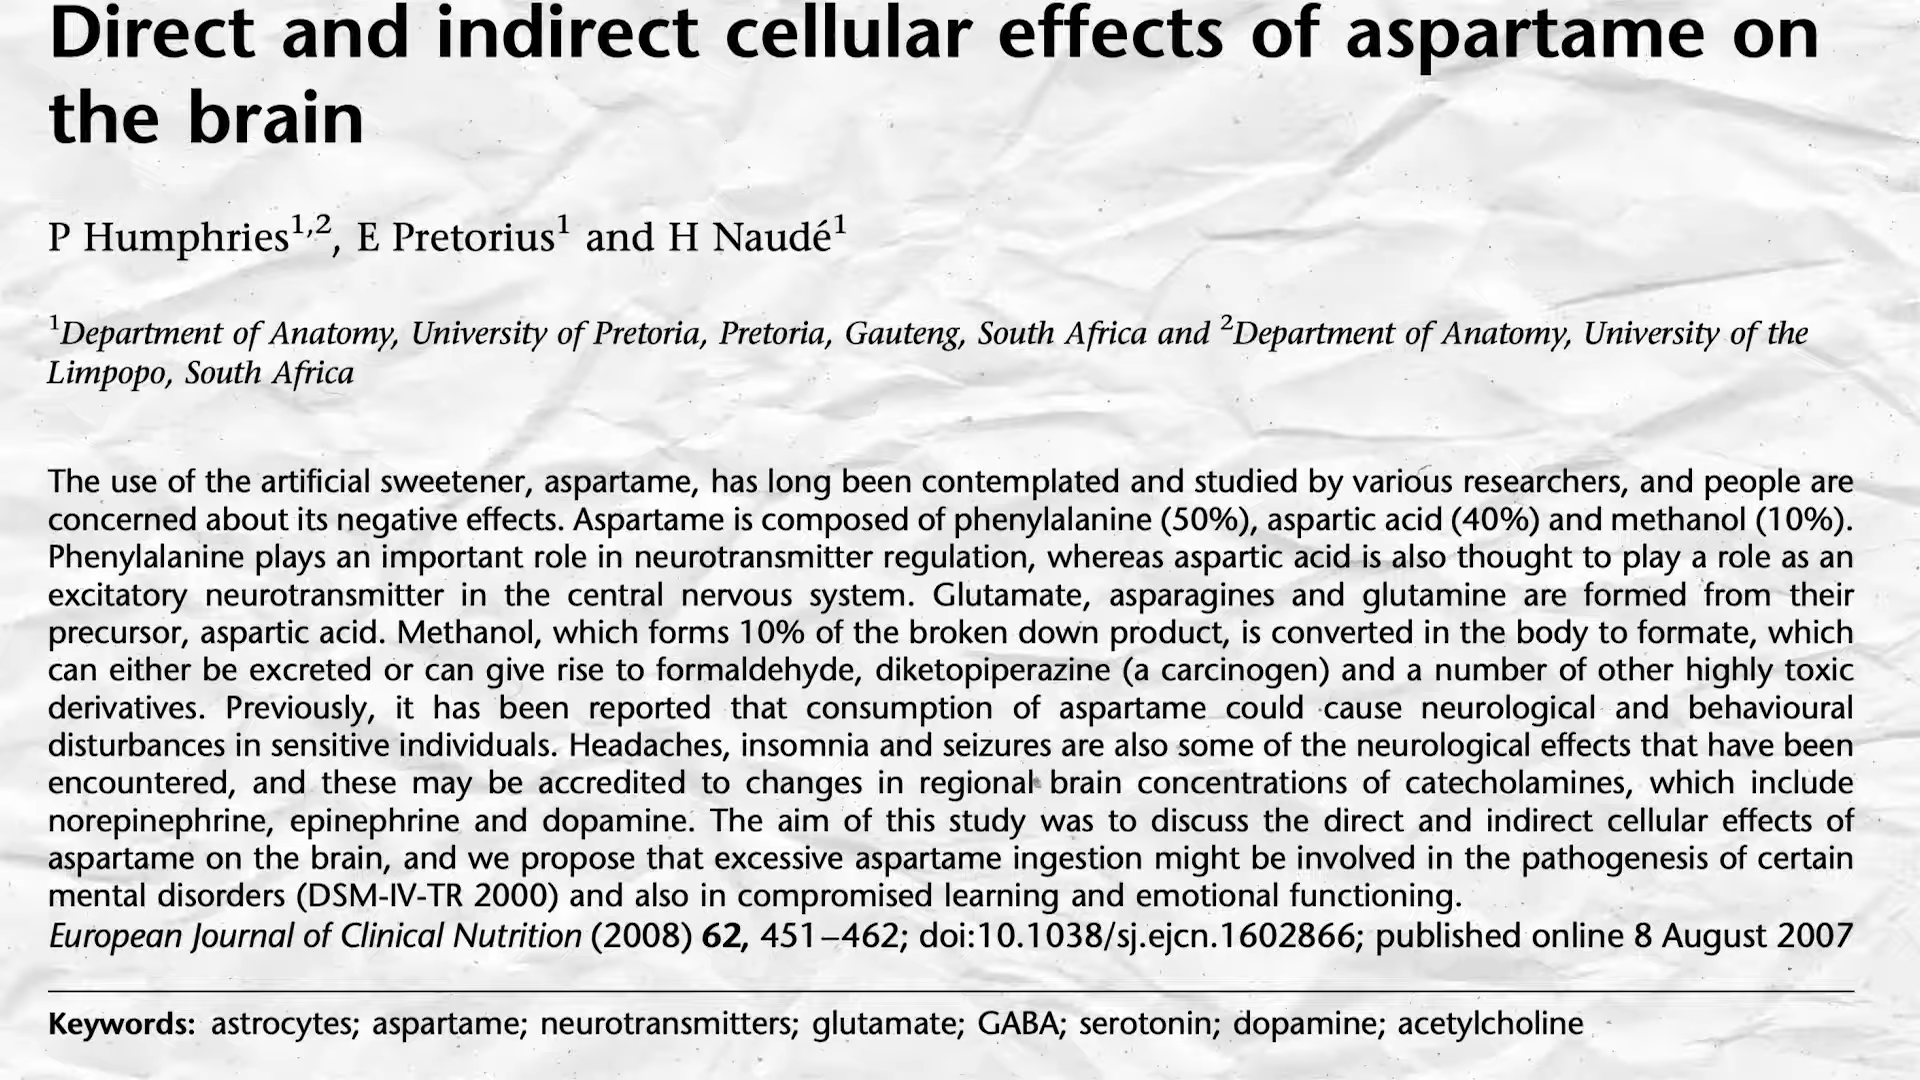 Direct and indirect cellular effects of aspartame on
the brain
P Humphries1,2, E Pretorius1 and H Naudé1
1Department of Anatomy, University of Pretoria, Pretoria, Gauteng, South Africa and 2Department of Anatomy, University of the
Limpopo, South Africa
The use of the artificial sweetener, aspartame, has long been contemplated and studied by various researchers, and people are
concerned about its negative effects. Aspartame is composed of phenylalanine (50%), aspartic acid (40%) and methanol (10%).
Phenylalanine plays an important role in neurotransmitter regulation, whereas aspartic acid is also thought to play a role as an
excitatory neurotransmitter in the central nervous system. Glutamate, asparagines and glutamine are formed from their
precursor, aspartic acid. Methanol, which forms 10% of the broken down product, is converted in the body to formate, which
can either be excreted or can give rise to formaldehyde, diketopiperazine (a carcinogen) and a number of other highly toxic
derivatives. Previously, it has been reported that consumption of aspartame could cause neurological and behavioural
disturbances in sensitive individuals. Headaches, insomnia and seizures are also some of the neurological effects that have been
encountered, and these may be accredited to changes in regional brain concentrations of catecholamines, which include
norepinephrine, epinephrine and dopamine. The aim of this study was to discuss the direct and indirect cellular effects of
aspartame on the brain, and we propose that excessive aspartame ingestion might be involved in the pathogenesis of certain
mental disorders (DSM-IV-TR 2000) and also in compromised learning and emotional functioning.
European Journal of Clinical Nutrition (2008) 62, 451–462; doi:10.1038/sj.ejcn.1602866; published online 8 August 2007
Keywords: astrocytes; aspartame; neurotransmitters; glutamate; GABA; serotonin; dopamine; acetylcholine